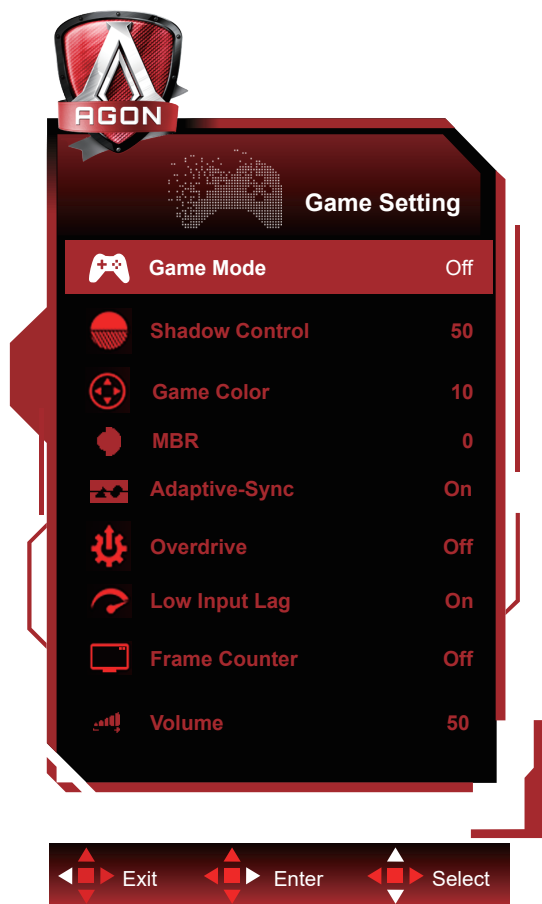 AGON
Game Setting
Game Mode Off
Shadow Control 50
Game Color 10
MBR 0
Adaptive-Sync On
Overdrive Off
Low Input Lag On
Frame Counter Off
Volume 50
Exit Enter Select